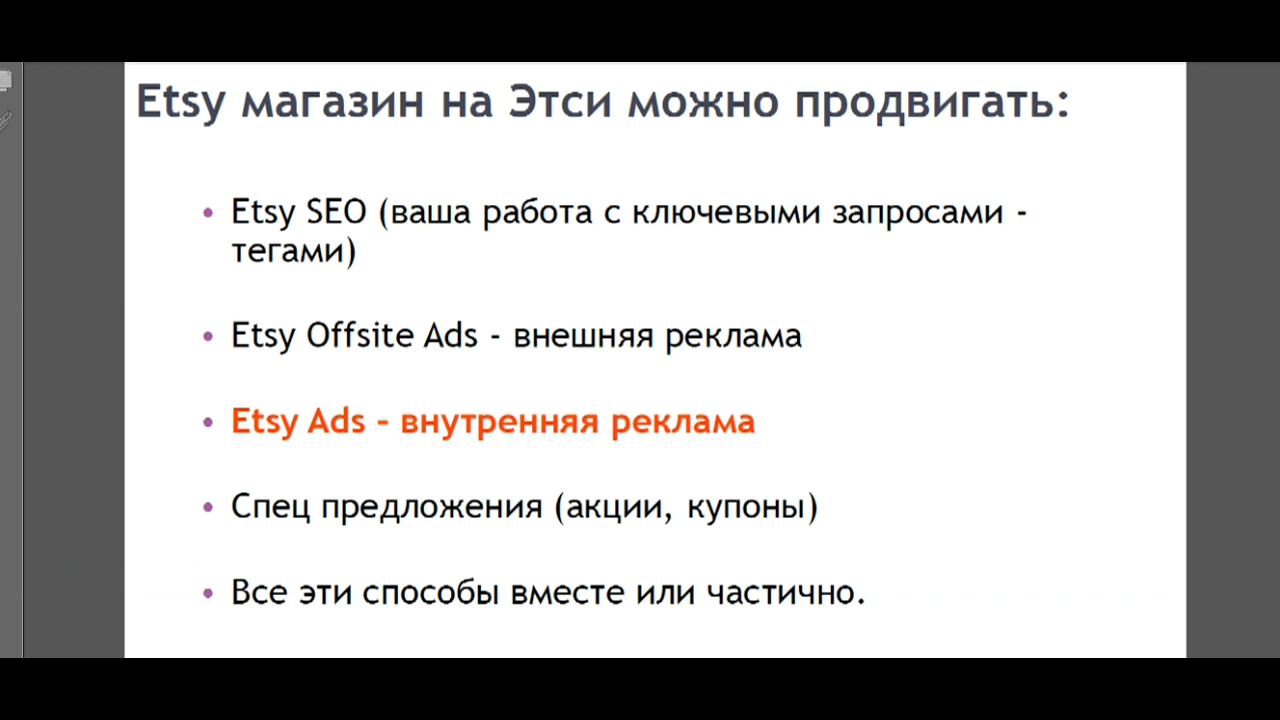 Etsy магазин на Этси можно продвигать:
• Etsy SEO (ваша работа с ключевыми запросами -
тегами)
• Etsy Offsite Ads - внешняя реклама
• Etsy Ads – внутренняя реклама
• Спец предложения (акции, купоны)
• Все эти способы вместе или частично.